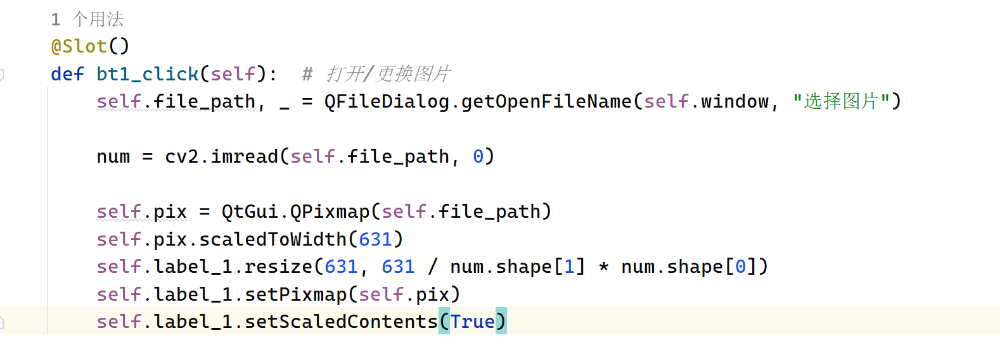 1 个用法
@Slot()
def bt1_click(self):  # 打开/更换图片
    self.file_path, _ = QFileDialog.getOpenFileName(self.window, "选择图片")
    num = cv2.imread(self.file_path, 0)
    self.pix = QtGui.QPixmap(self.file_path)
    self.pix.scaledToWidth(631)
    self.label_1.resize(631, 631 / num.shape[1] * num.shape[0])
    self.label_1.setPixmap(self.pix)
    self.label_1.setScaledContents(True)